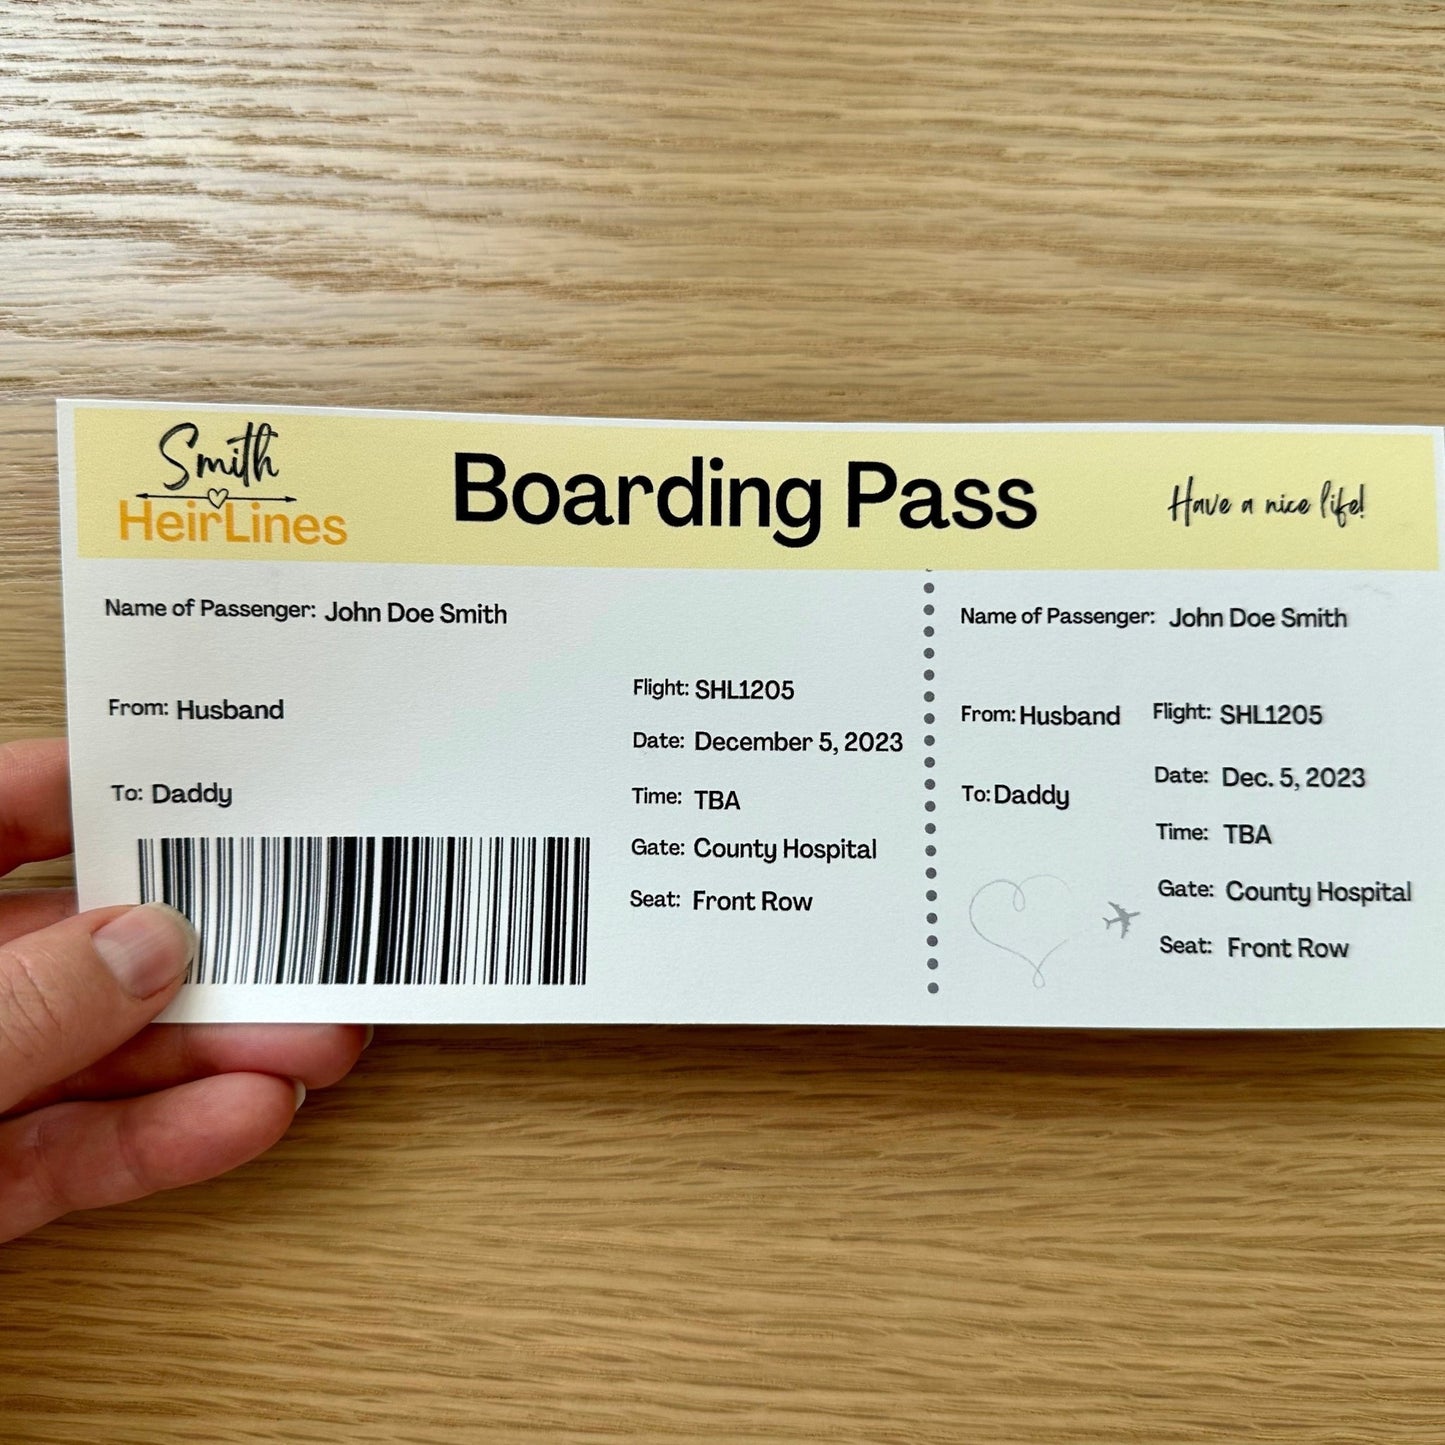 Smith
HeirLines
Boarding Pass
Have a nice life!
Name of Passenger: John Doe Smith
From: Husband
To: Daddy
Flight: SHL1205
Date: December 5, 2023
Time: TBA
Gate: County Hospital
Seat: Front Row
Name of Passenger: John Doe Smith
From: Husband
To: Daddy
Flight: SHL1205
Date: Dec. 5, 2023
Time: TBA
Gate: County Hospital
Seat: Front Row